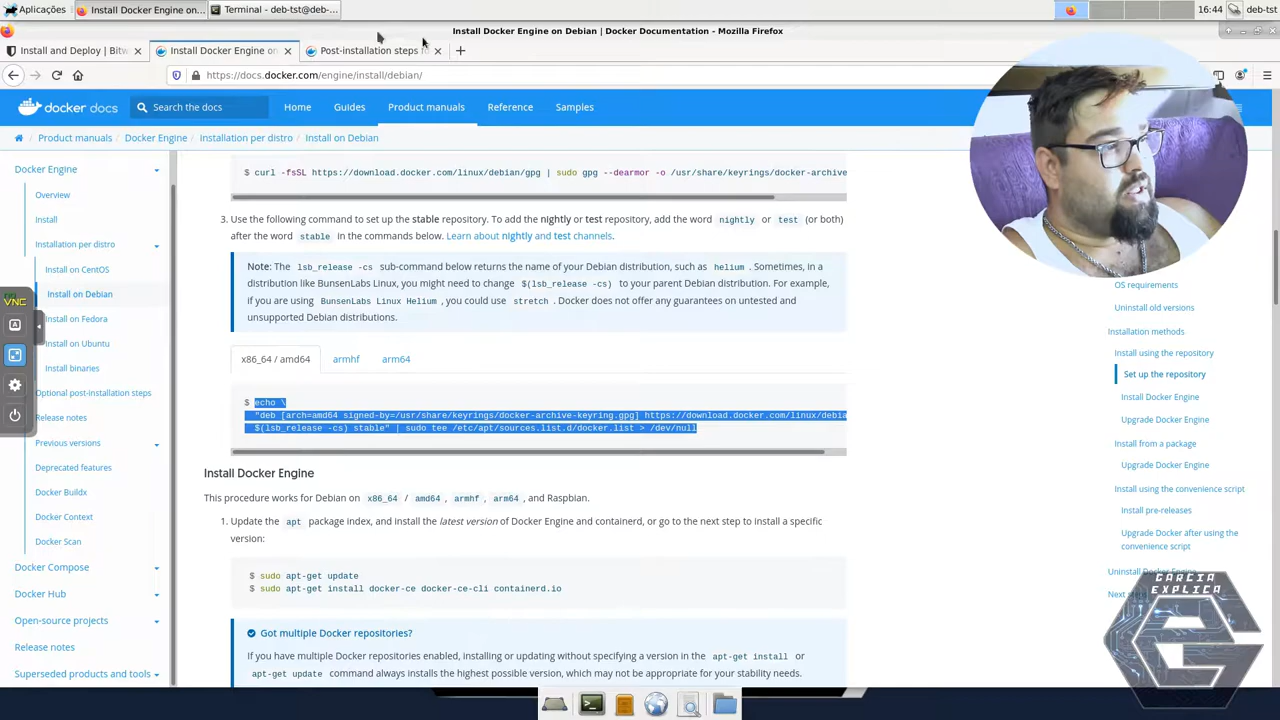 Aplicações
Install Docker Engine on
Terminal - deb-tst@deb-...
16:44
deb-tst
Install Docker Engine on Debian | Docker Documentation - Mozilla Firefox
Install and Deploy | Bitw
Install Docker Engine on
Post-installation steps
https://docs.docker.com/engine/install/debian/
docker docs
Search the docs
Home
Guides
Product manuals
Reference
Samples
Product manuals / Docker Engine / Installation per distro / Install on Debian
Docker Engine
Overview
Install
Installation per distro
Install on CentOS
Install on Debian
Install on Fedora
Install on Ubuntu
Install binaries
Optional post-installation steps
Release notes
Previous versions
Deprecated features
Docker Buildx
Docker Context
Docker Scan
Docker Compose
Docker Hub
Open-source projects
Release notes
Superseded products and tools
VNC
A
$ curl -fsSL https://download.docker.com/linux/debian/gpg | sudo gpg --dearmor -o /usr/share/keyrings/docker-archive
3. Use the following command to set up the stable repository. To add the nightly or test repository, add the word nightly or test (or both)
after the word stable in the commands below. Learn about nightly and test channels.
Note: The lsb_release -cs sub-command below returns the name of your Debian distribution, such as helium. Sometimes, in a
distribution like BunsenLabs Linux, you might need to change $(lsb_release -cs) to your parent Debian distribution. For example,
if you are using BunsenLabs Linux Helium, you could use stretch. Docker does not offer any guarantees on untested and
unsupported Debian distributions.
x86_64 / amd64
armhf
arm64
$ echo \
"deb [arch=amd64 signed-by=/usr/share/keyrings/docker-archive-keyring.gpg] https://download.docker.com/linux/debia
$(lsb_release -cs) stable" | sudo tee /etc/apt/sources.list.d/docker.list > /dev/null
Install Docker Engine
This procedure works for Debian on x86_64 / amd64, armhf, arm64, and Raspbian.
1. Update the apt package index, and install the latest version of Docker Engine and containerd, or go to the next step to install a specific
version:
$ sudo apt-get update
$ sudo apt-get install docker-ce docker-ce-cli containerd.io
Got multiple Docker repositories?
If you have multiple Docker repositories enabled, installing or updating without specifying a version in the apt-get install or
apt-get update command always installs the highest possible version, which may not be appropriate for your stability needs.
OS requirements
Uninstall old versions
Installation methods
Install using the repository
Set up the repository
Install Docker Engine
Upgrade Docker Engine
Install from a package
Upgrade Docker Engine
Install using the convenience script
Install pre-releases
Upgrade Docker after using the
convenience script
Uninstall Docker Engine
Next
GARCIA
EXPLICA